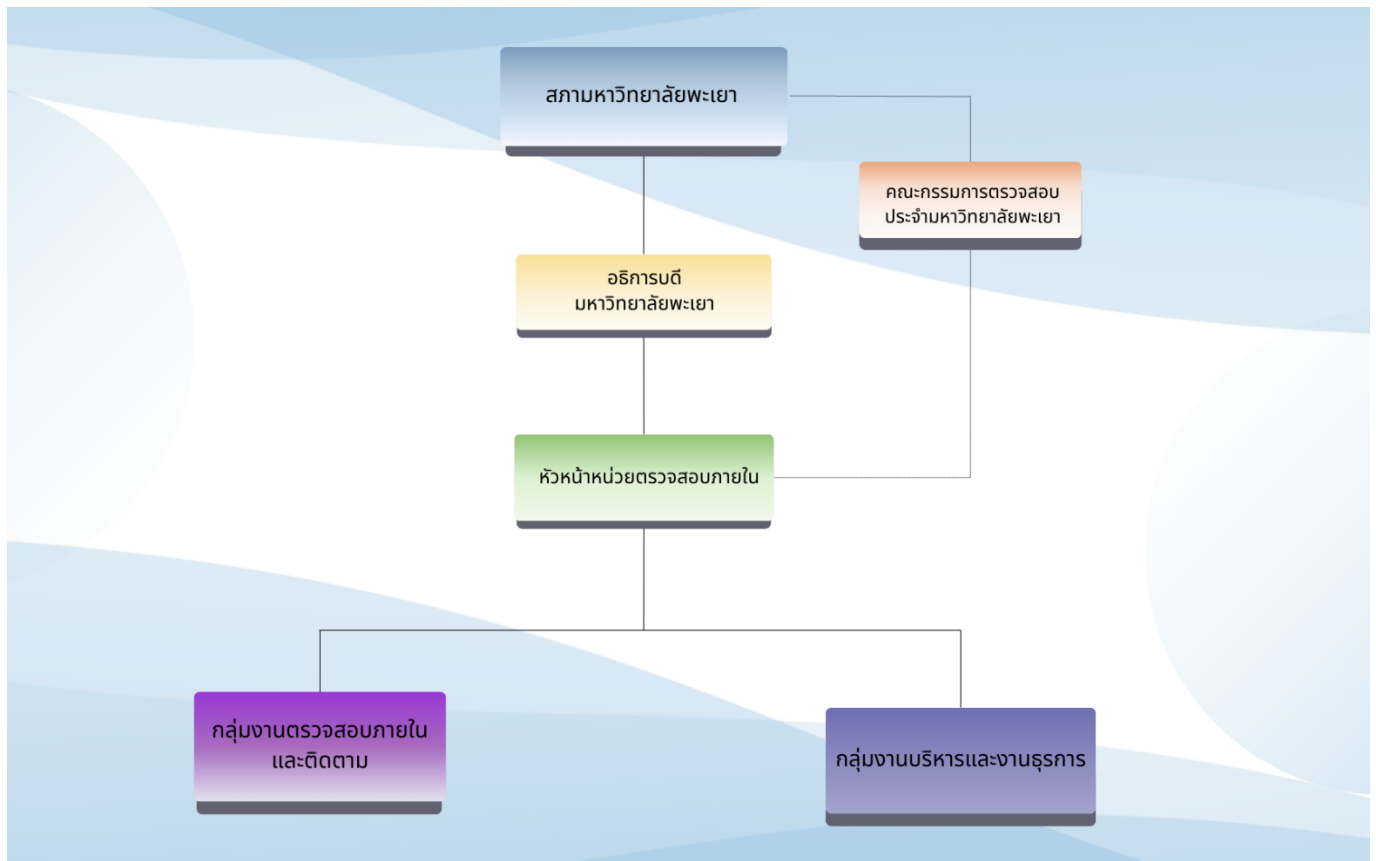 สภามหาวิทยาลัยพะเยา
คณะกรรมการตรวจสอบ
ประจำมหาวิทยาลัยพะเยา
อธิการบดี
มหาวิทยาลัยพะเยา
หัวหน้าหน่วยตรวจสอบภายใน
กลุ่มงานตรวจสอบภายใน
และติดตาม
กลุ่มงานบริหารและงานธุรการ